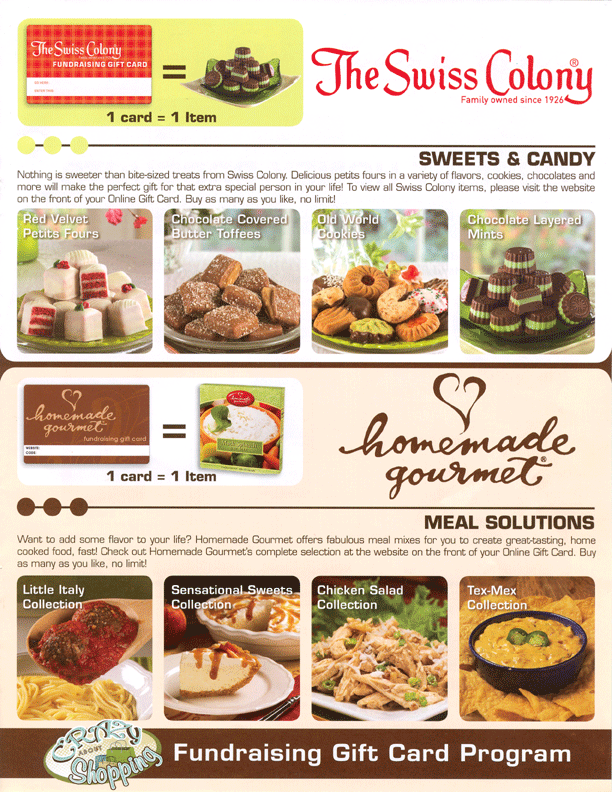 The Swiss Colony
FUNDRAISING GIFT CARD
=
1 card = 1 Item
The Swiss Colony®
Family owned since 1926
SWEETS & CANDY
Nothing is sweeter than bite-sized treats from Swiss Colony. Delicious petits fours in a variety of flavors, cookies, chocolates and
more will make the perfect gift for that extra special person in your life! To view all Swiss Colony items, please visit the website
on the front of your Online Gift Card. Buy as many as you like, no limit!
Red Velvet
Petits Fours
Chocolate Covered
Butter Toffees
Old World
Cookies
Chocolate Layered
Mints
homemade
gourmet
fundraising gift card
WEBSITE:
CODE:
=
homemade
gourmet
1 card = 1 Item
homemade
gourmet®
MEAL SOLUTIONS
Want to add some flavor to your life? Homemade Gourmet offers fabulous meal mixes for you to create great-tasting, home
cooked food, fast! Check out Homemade Gourmet's complete selection at the website on the front of your Online Gift Card. Buy
as many as you like, no limit!
Little Italy
Collection
Sensational Sweets
Collection
Chicken Salad
Collection
Tex-Mex
Collection
CRAZY
ABOUT
Shopping
Fundraising Gift Card Program